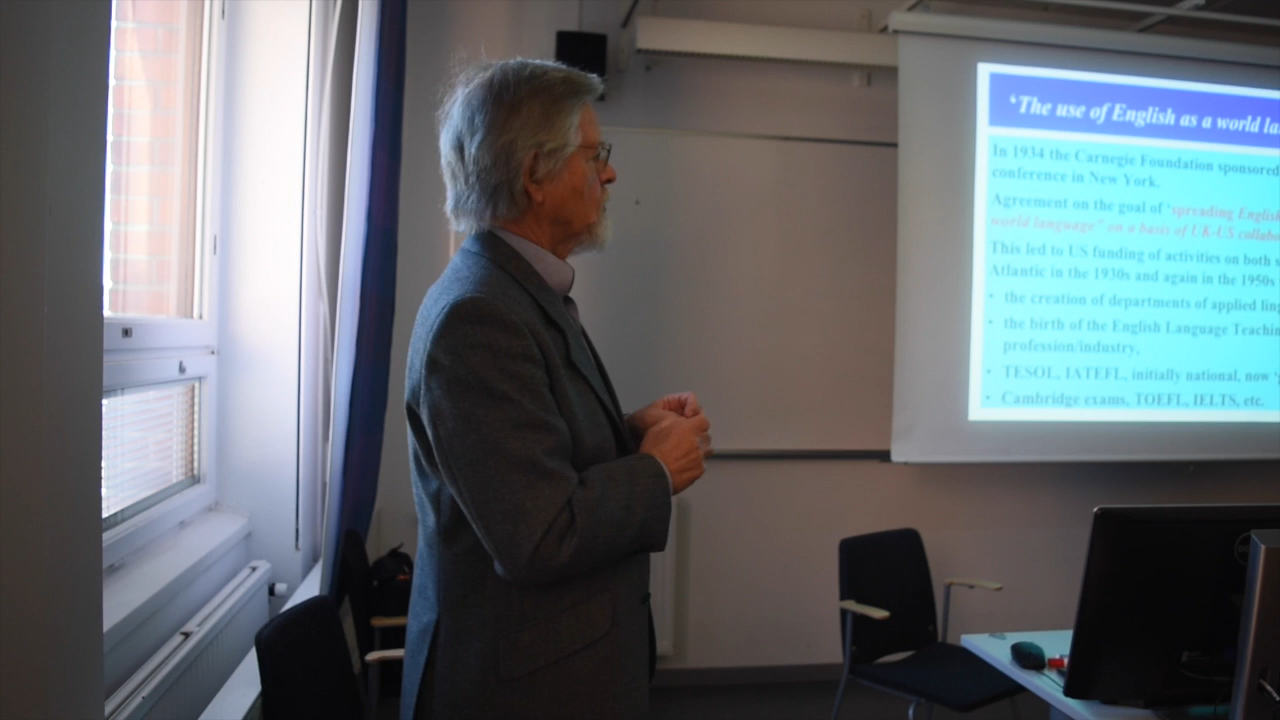 'The use of English as a world la
In 1934 the Carnegie Foundation sponsored
conference in New York.
Agreement on the goal of 'spreading English
world language" on a basis of UK-US collabo
This led to US funding of activities on both s
Atlantic in the 1930s and again in the 1950s
• the creation of departments of applied ling
• the birth of the English Language Teachin
profession/industry,
• TESOL, IATEFL, initially national, now 'g
• Cambridge exams, TOEFL, IELTS, etc.